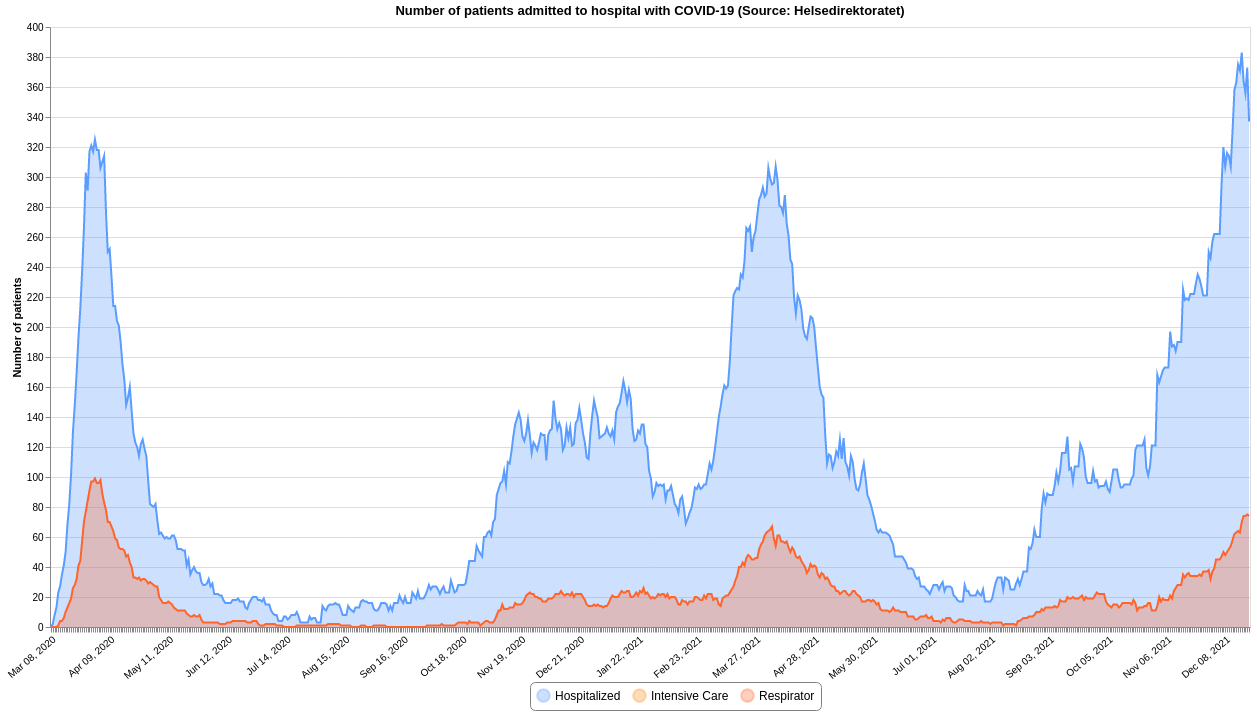 Number of patients admitted to hospital with COVID-19 (Source: Helsedirektoratet)
Number of patients
400
380
360
340
320
300
280
260
240
220
200
180
160
140
120
100
80
60
40
20
0
Mar 08, 2020
Apr 09, 2020
May 11, 2020
Jun 12, 2020
Jul 14, 2020
Aug 15, 2020
Sep 16, 2020
Oct 18, 2020
Nov 19, 2020
Dec 21, 2020
Jan 22, 2021
Feb 23, 2021
Mar 27, 2021
Apr 28, 2021
May 30, 2021
Jul 01, 2021
Aug 02, 2021
Sep 03, 2021
Oct 05, 2021
Nov 06, 2021
Dec 08, 2021
Hospitalized
Intensive Care
Respirator